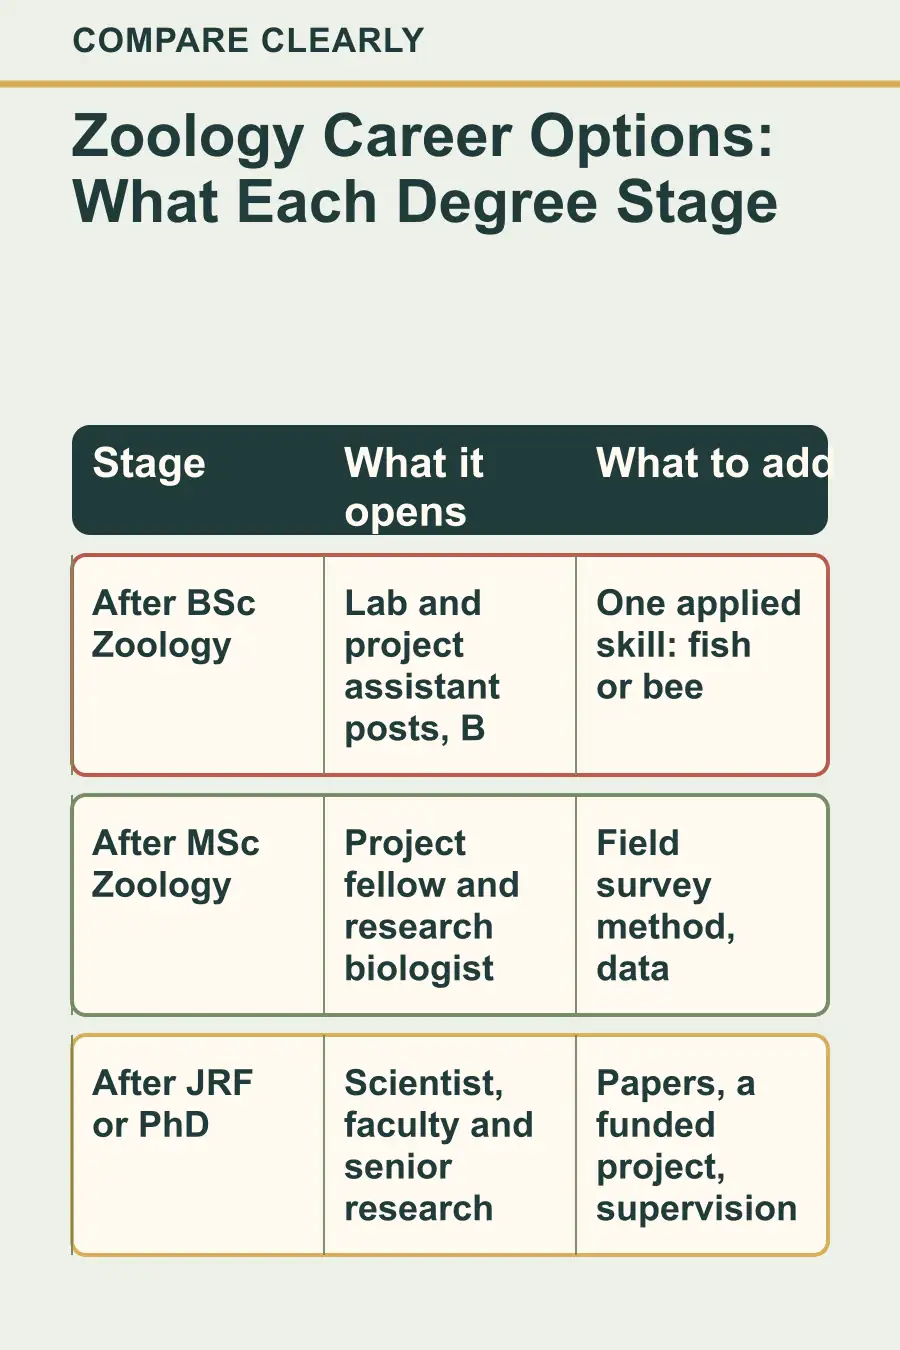 COMPARE CLEARLY
Zoology Career Options:
What Each Degree Stage
Stage
What it
opens
What to add
After BSc
Zoology
Lab and
project
assistant
posts, B
One applied
skill: fish
or bee
After MSc
Zoology
Project
fellow and
research
biologist
Field
survey
method,
data
After JRF
or PhD
Scientist,
faculty and
senior
research
Papers, a
funded
project,
supervision